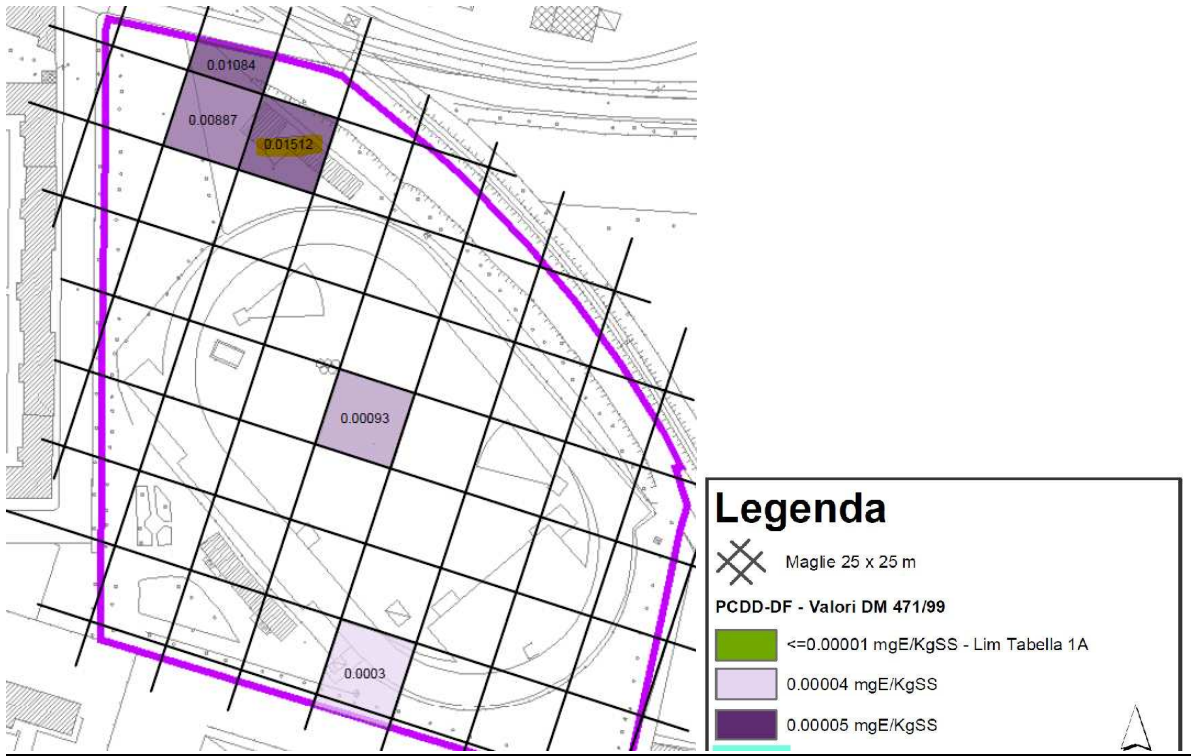 0.01084
0.00887
0.01512
0.00093
0.0003
Legenda
Maglie 25 x 25 m
PCDD-DF - Valori DM 471/99
<=0.00001 mgE/KgSS - Lim Tabella 1A
0.00004 mgE/KgSS
0.00005 mgE/KgSS